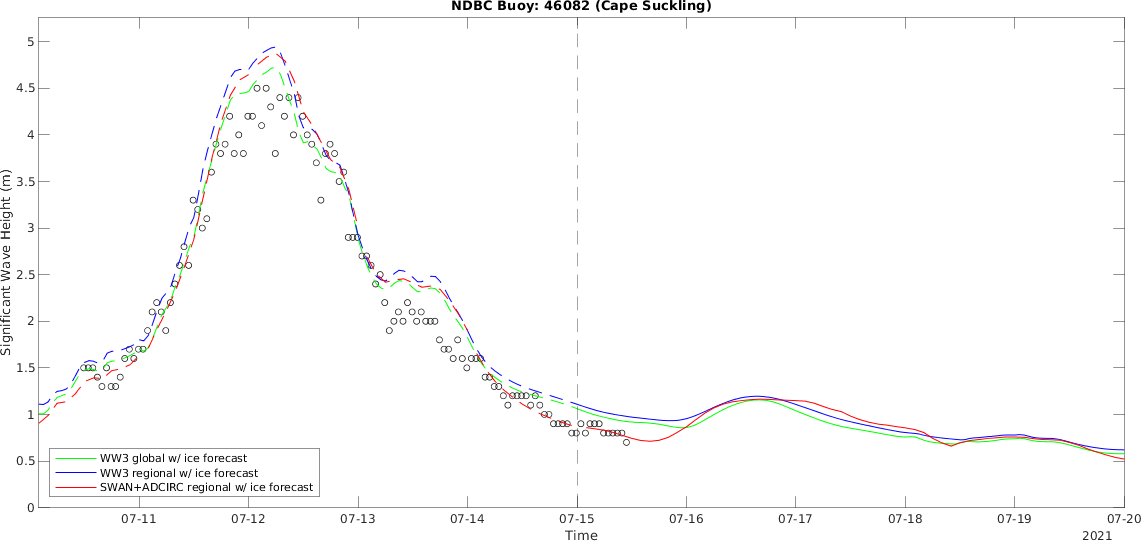 NDBC Buoy: 46082 (Cape Suckling)
5
4.5
4
3.5
3
2.5
2
1.5
1
0.5
0
Significant Wave Height (m)
WW3 global w/ ice forecast
WW3 regional w/ ice forecast
SWAN+ADCIRC regional w/ ice forecast
07-11 07-12 07-13 07-14 07-15 07-16 07-17 07-18 07-19 07-20
Time
2021